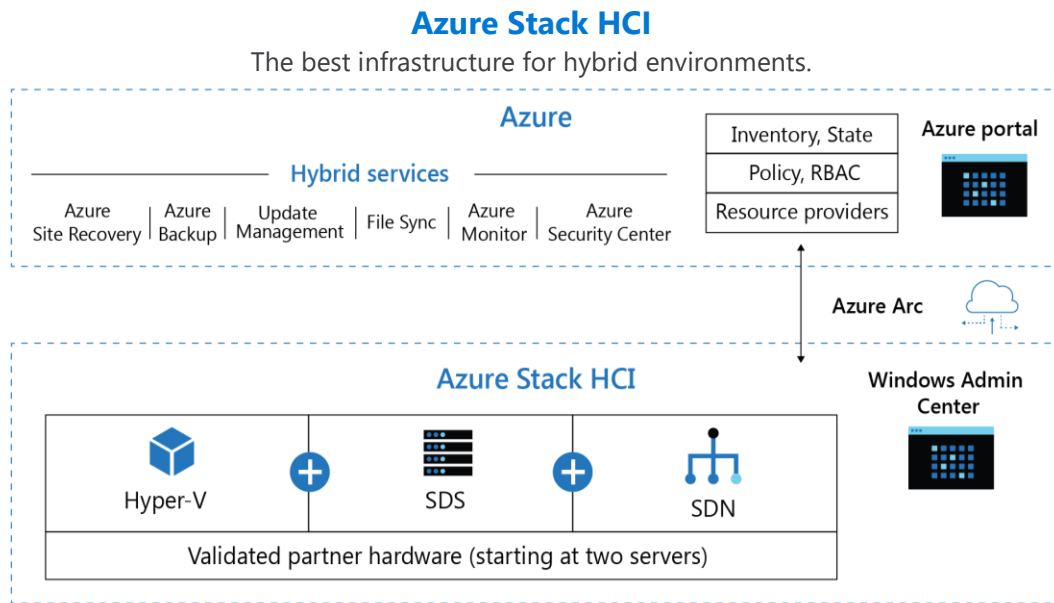 Azure Stack HCI
The best infrastructure for hybrid environments.
Azure
Hybrid services
Azure
Site Recovery
Azure
Backup
Update
Management
File Sync
Azure
Monitor
Azure
Security Center
Inventory, State
Policy, RBAC
Resource providers
Azure portal
Azure Arc
Azure Stack HCI
Windows Admin
Center
Hyper-V
SDS
SDN
Validated partner hardware (starting at two servers)